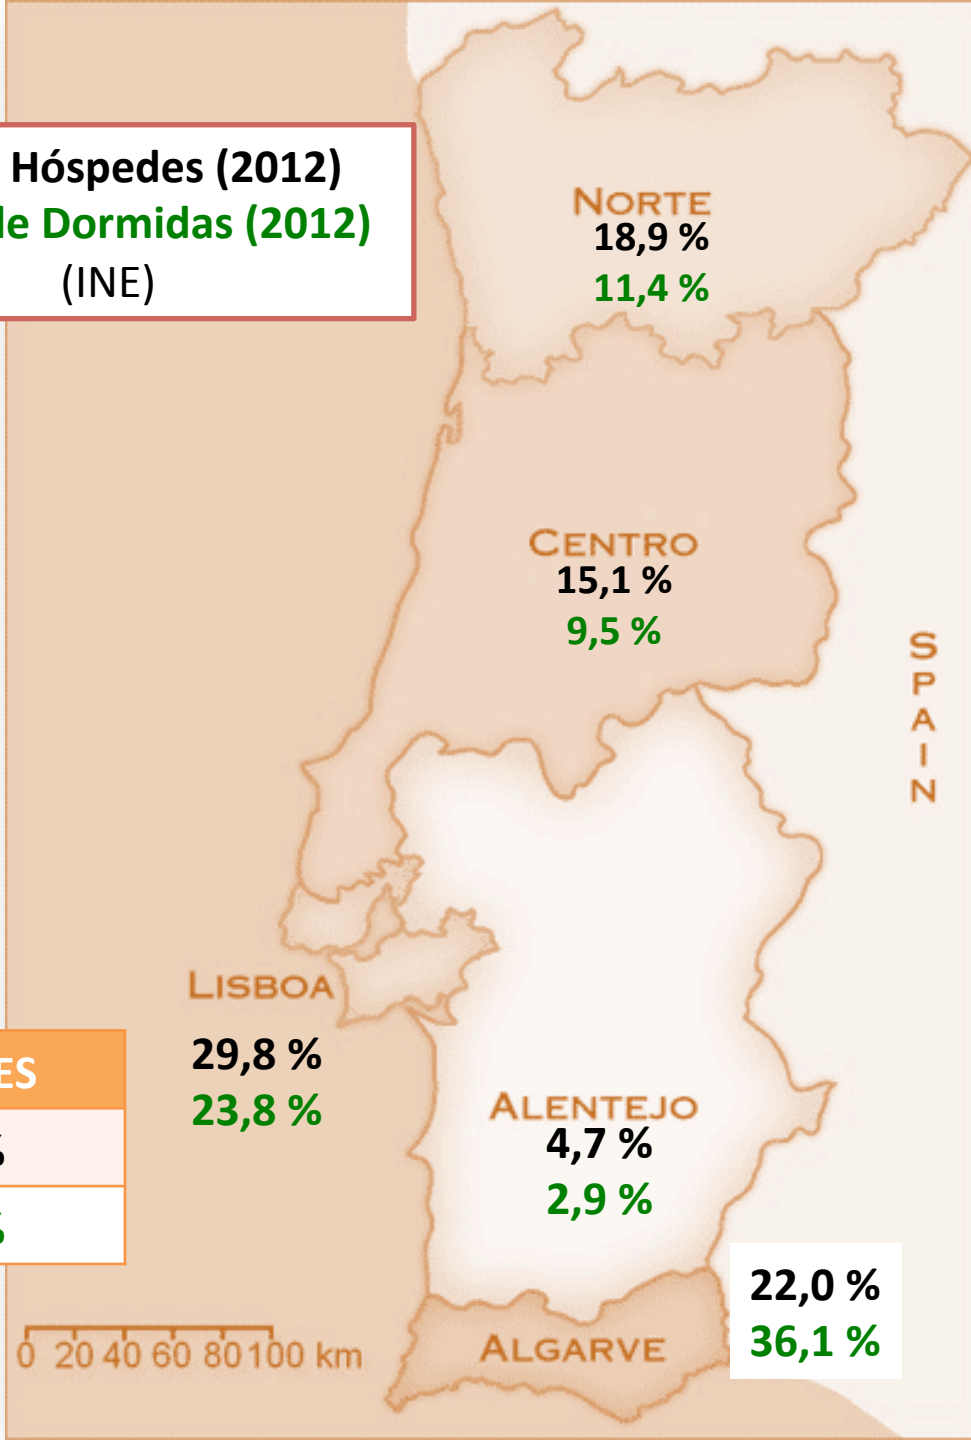 Hóspedes (2012)
de Dormidas (2012)
(INE)
NORTE
18,9 %
11,4 %
CENTRO
15,1 %
9,5 %
S
P
A
I
N
LISBOA
29,8 %
23,8 %
ES
%
%
ALENTEJO
4,7 %
2,9 %
22,0 %
36,1 %
ALGARVE
0 20 40 60 80 100 km